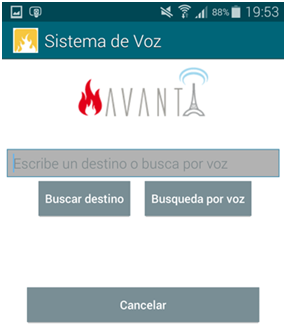 88% 19:53
Sistema de Voz
AVANTI
Escribe un destino o busca por voz
Buscar destino Busqueda por voz
Cancelar